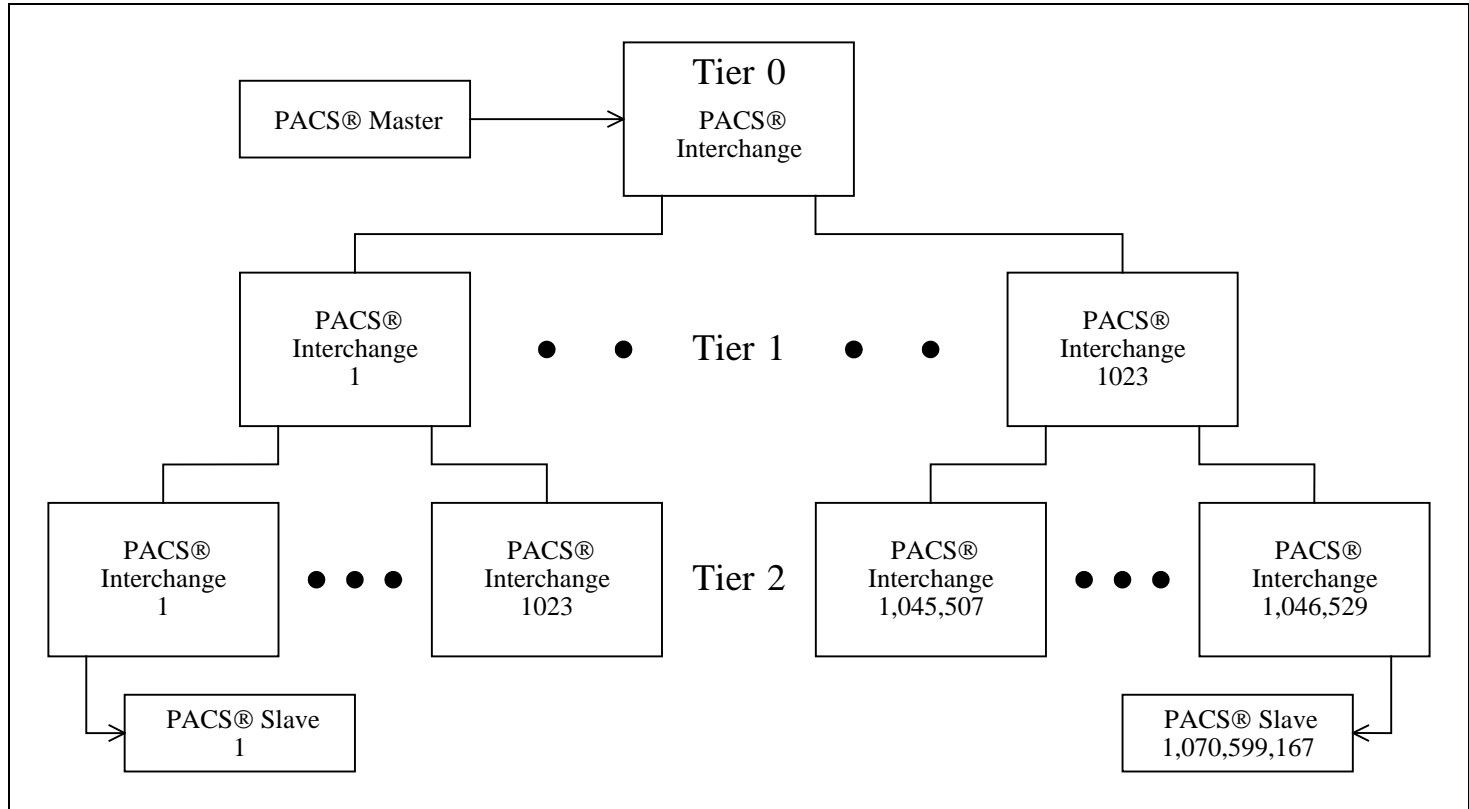 Tier 0
PACS® Master
PACS®
Interchange
PACS®
Interchange
1
Tier 1
PACS®
Interchange
1023
PACS®
Interchange
1
PACS®
Interchange
1023
Tier 2
PACS®
Interchange
1,045,507
PACS®
Interchange
1,046,529
PACS® Slave
1
PACS® Slave
1,070,599,167